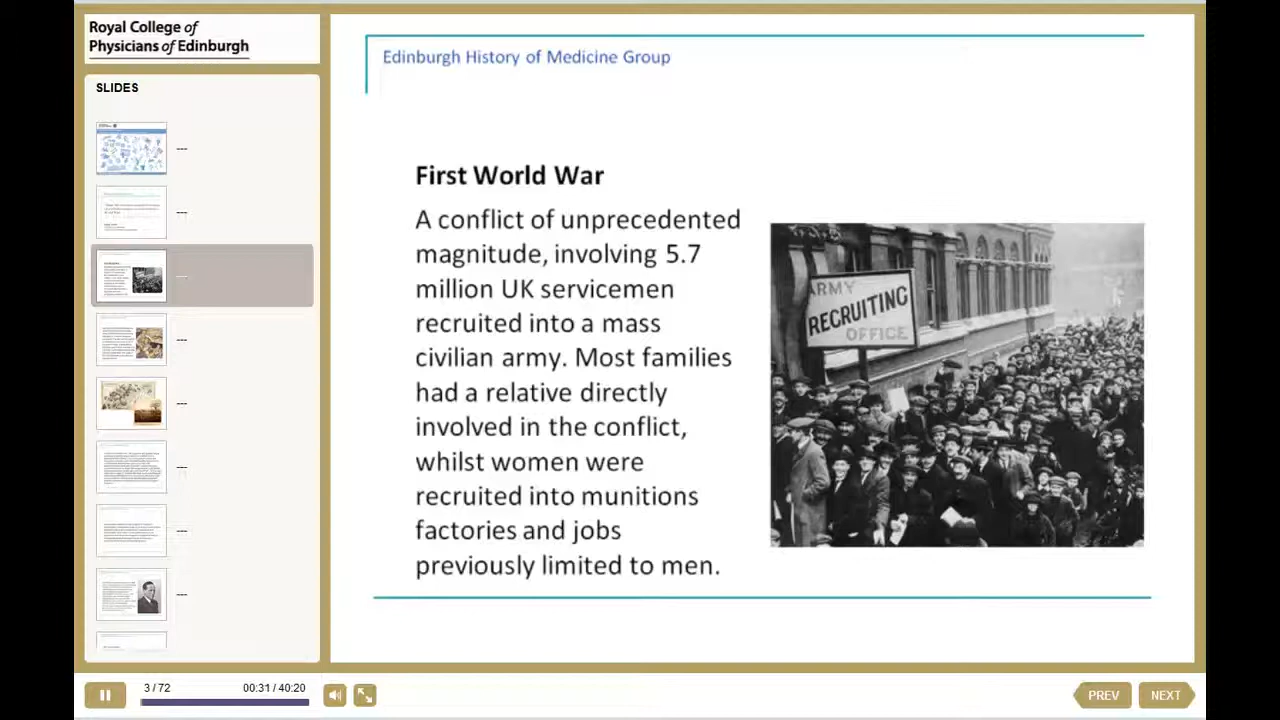 Royal College of
Physicians of Edinburgh
SLIDES
Edinburgh History of Medicine Group
First World War
A conflict of unprecedented
magnitude, involving 5.7
million UK servicemen
recruited into a mass
civilian army. Most families
had a relative directly
involved in the conflict,
whilst women were
recruited into munitions
factories and jobs
previously limited to men.
ARMY
RECRUITING
OFFICE
3 / 72
00:31 / 40:20
PREV
NEXT